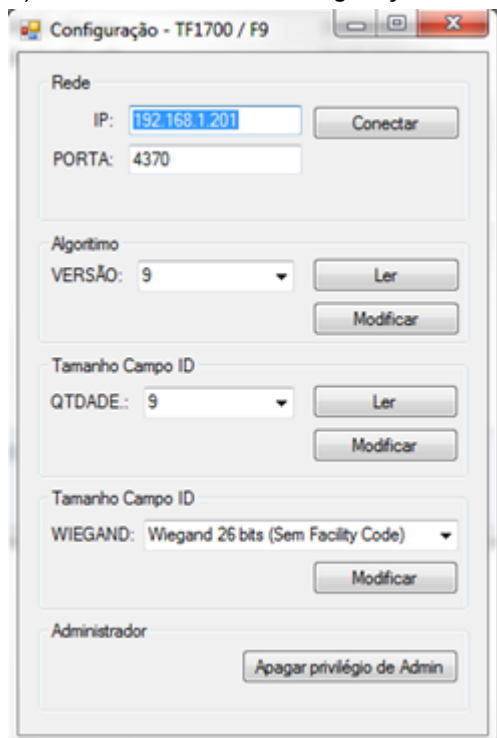 Configuração - TF1700 / F9
Rede
IP: 192.168.1.201 Conectar
PORTA: 4370
Algoritimo
VERSÃO: 9 Ler
Modificar
Tamanho Campo ID
QTDADE.: 9 Ler
Modificar
Tamanho Campo ID
WIEGAND: Wiegand 26 bits (Sem Facility Code)
Modificar
Administrador
Apagar privilégio de Admin